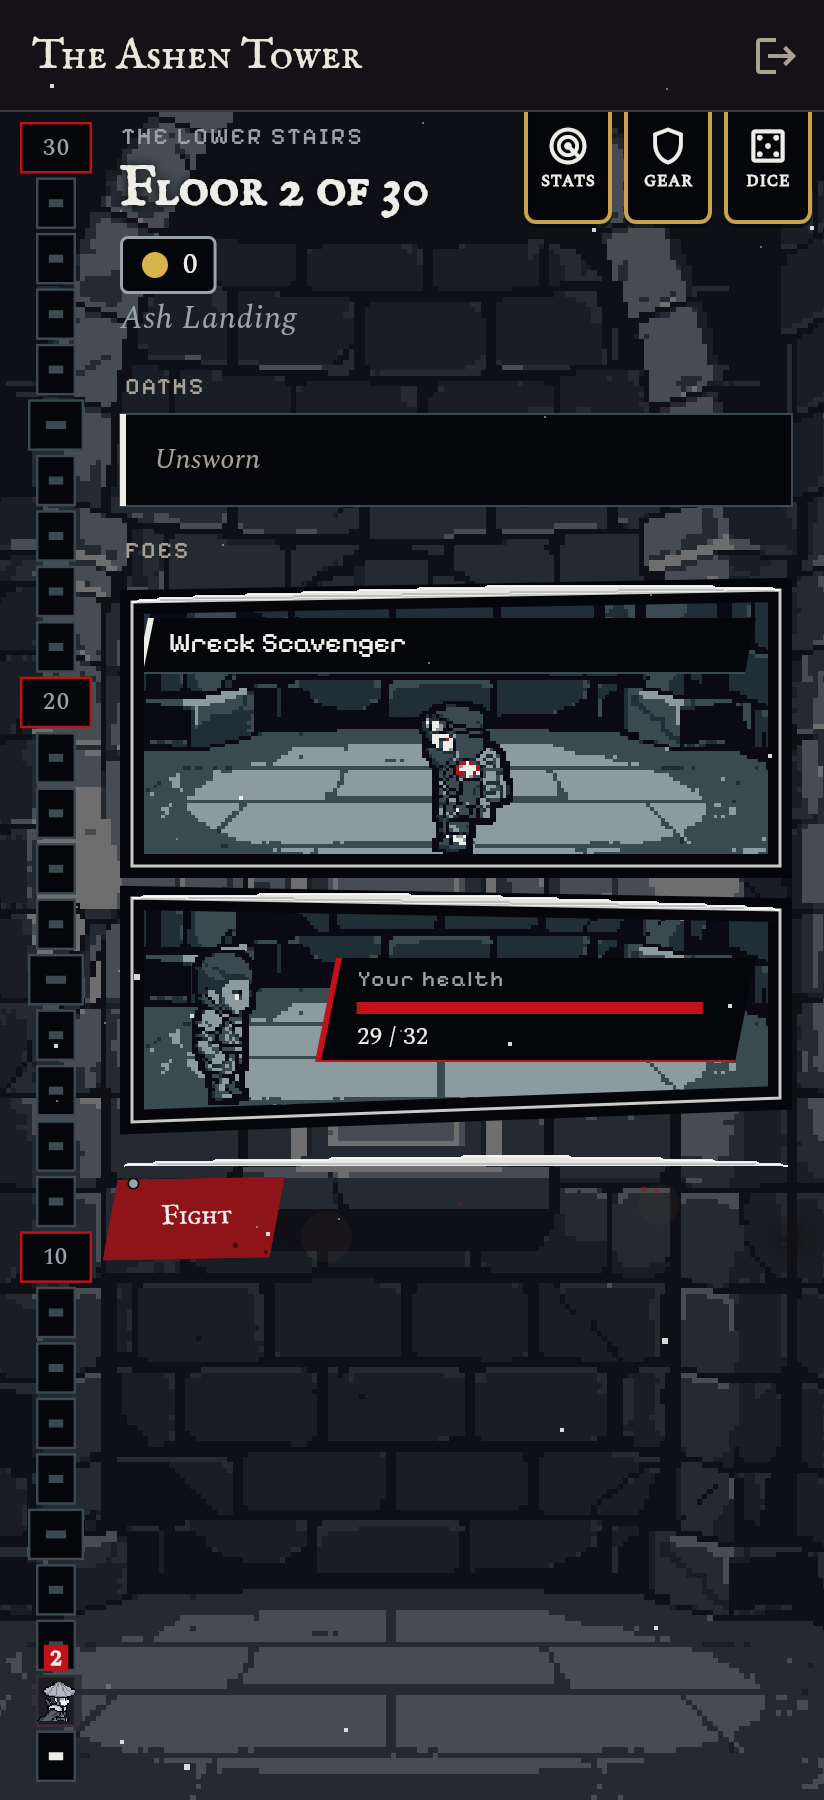 The Ashen Tower
30
THE LOWER STAIRS
Floor 2 of 30
STATS
GEAR
DICE
0
Ash Landing
OATHS
Unsworn
FOES
Wreck Scavenger
20
Your health
29 / 32
Fight
10
2